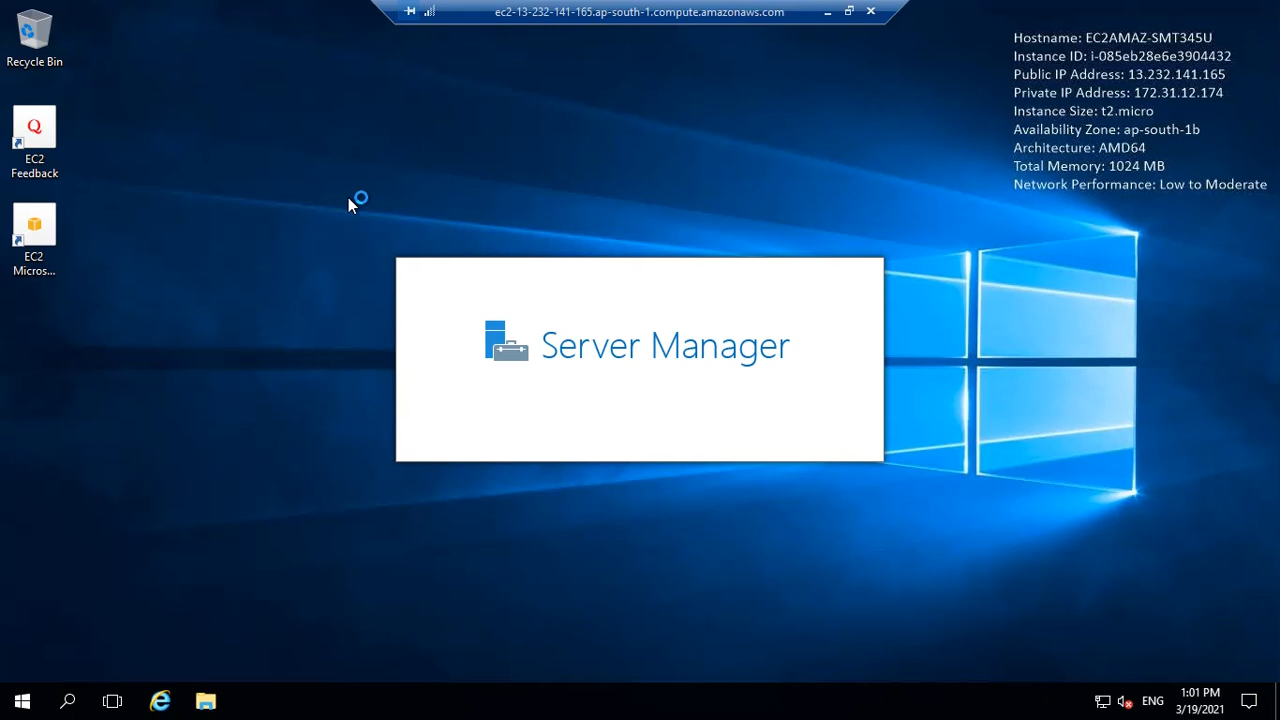 ec2-13-232-141-165.ap-south-1.compute.amazonaws.com
Recycle Bin
Q
EC2
Feedback
EC2
Micros...
Hostname: EC2AMAZ-SMT345U
Instance ID: i-085eb28e6e3904432
Public IP Address: 13.232.141.165
Private IP Address: 172.31.12.174
Instance Size: t2.micro
Availability Zone: ap-south-1b
Architecture: AMD64
Total Memory: 1024 MB
Network Performance: Low to Moderate
Server Manager
ENG
1:01 PM
3/19/2021